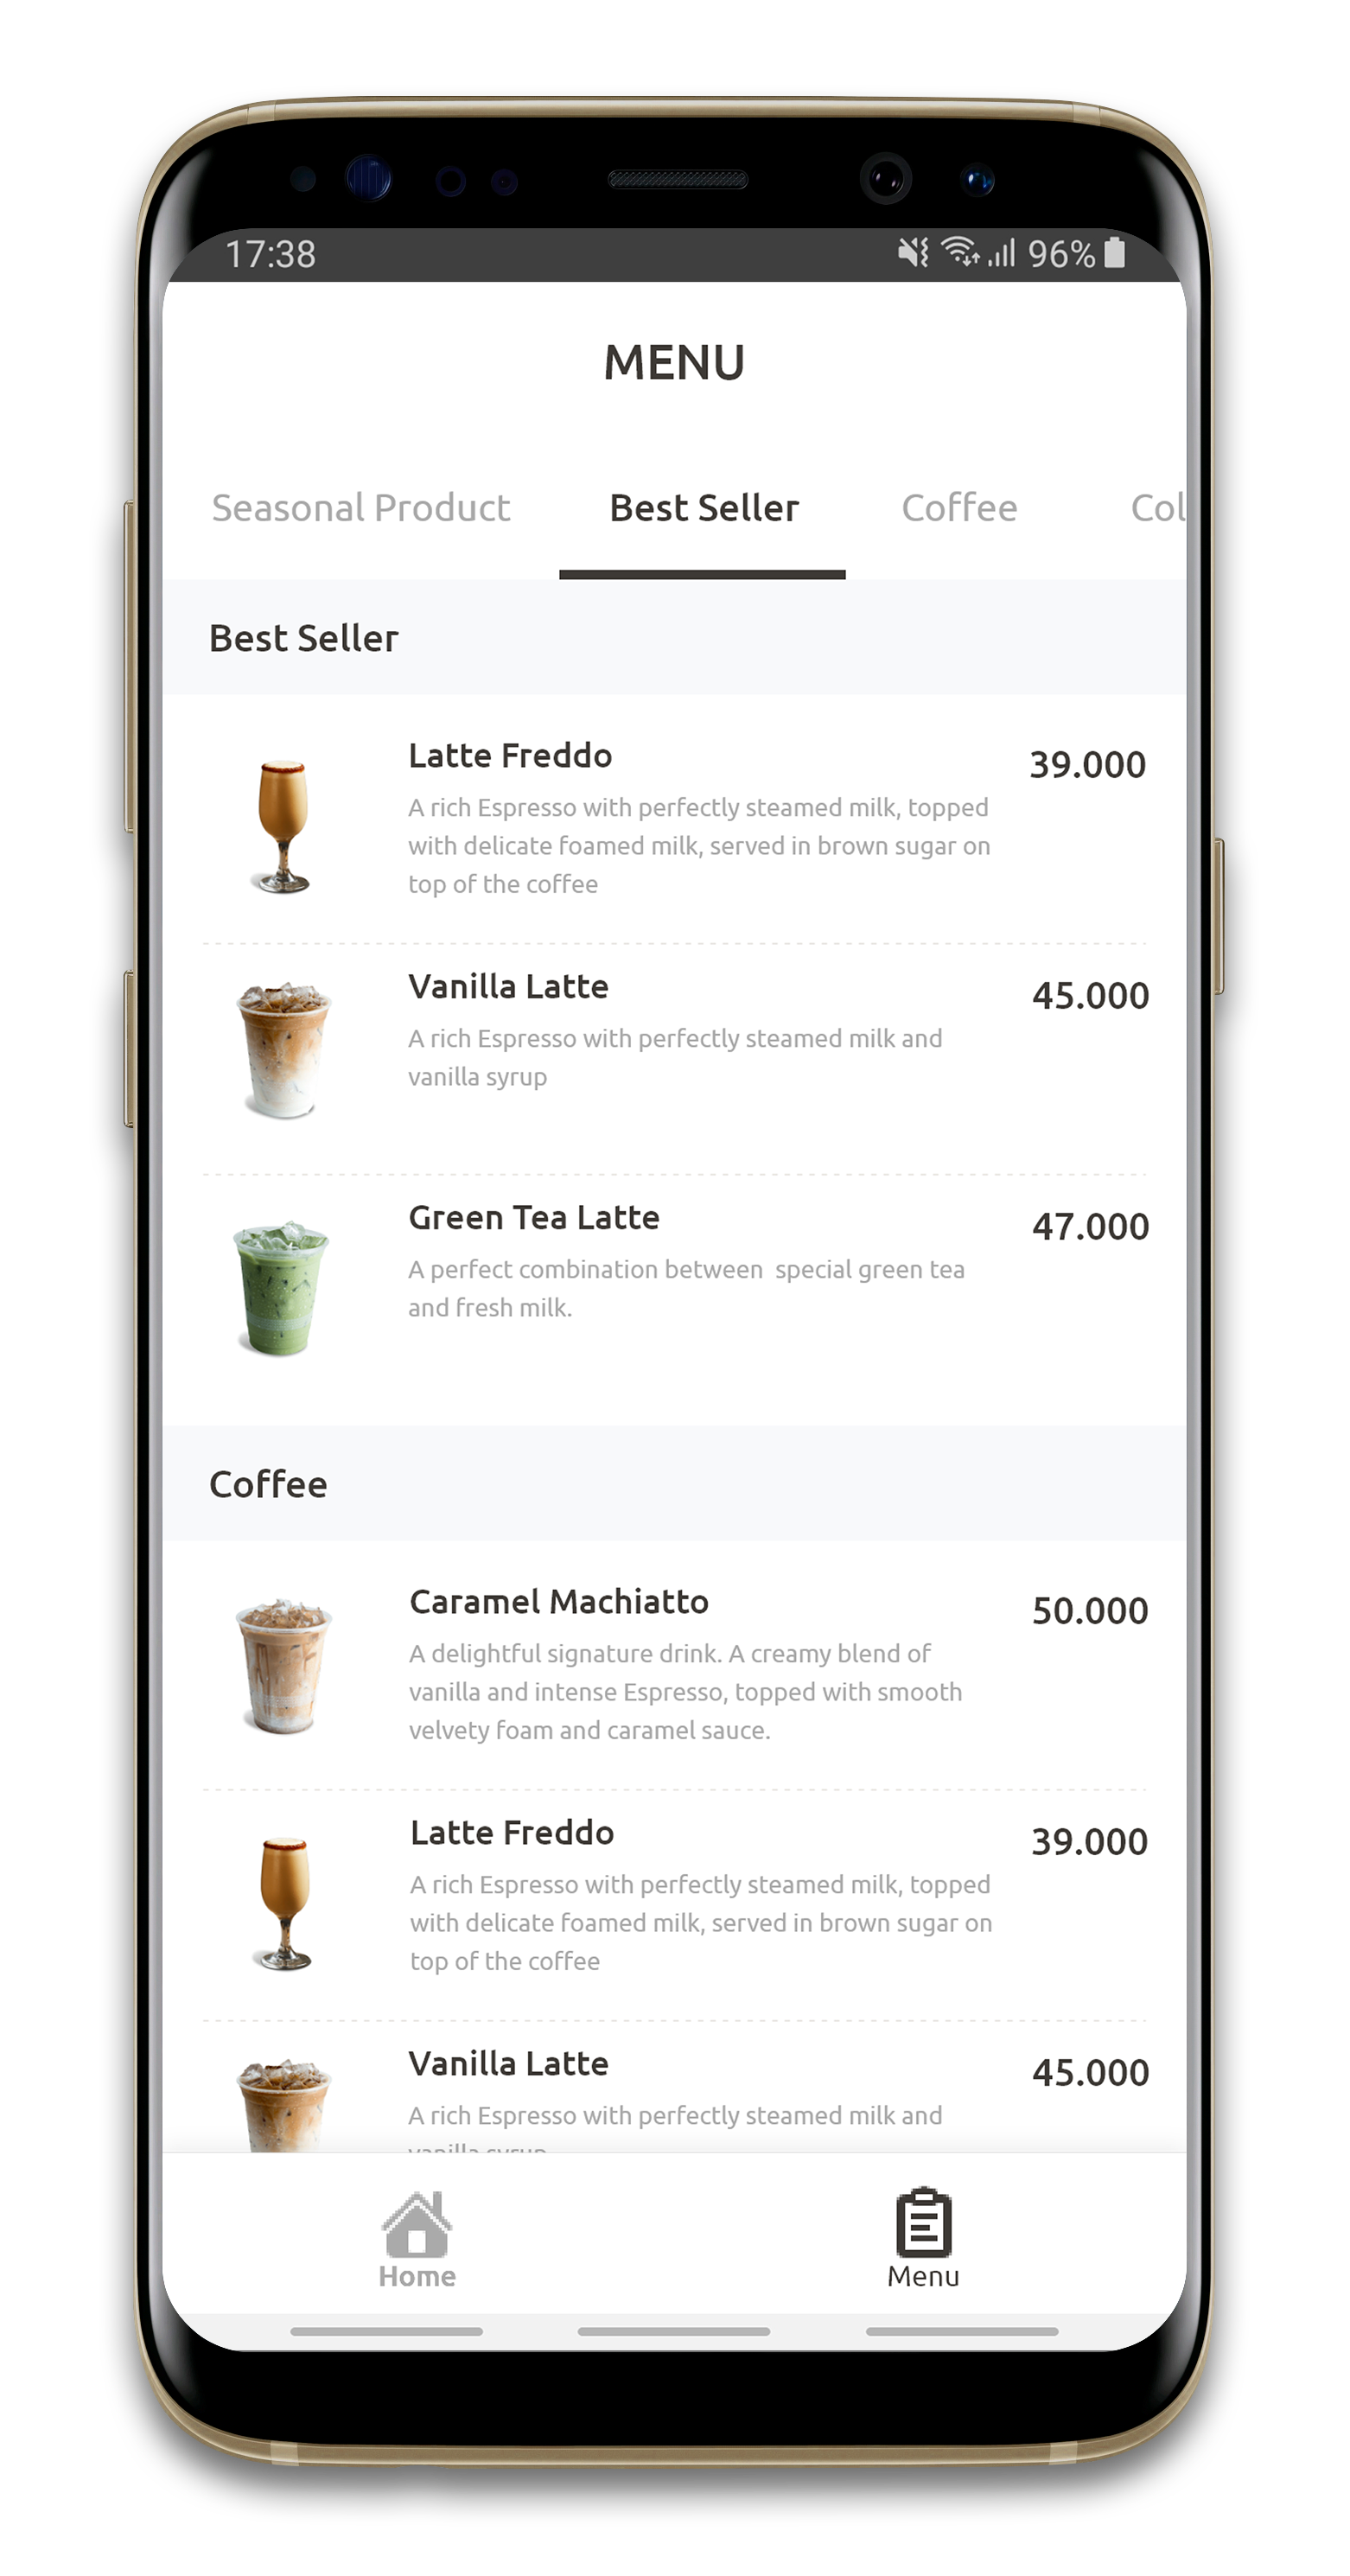 17:38
96%
MENU
Seasonal Product Best Seller Coffee Col
Best Seller
Latte Freddo
39.000
A rich Espresso with perfectly steamed milk, topped
with delicate foamed milk, served in brown sugar on
top of the coffee
Vanilla Latte
45.000
A rich Espresso with perfectly steamed milk and
vanilla syrup
Green Tea Latte
47.000
A perfect combination between special green tea
and fresh milk.
Coffee
Caramel Machiatto
50.000
A delightful signature drink. A creamy blend of
vanilla and intense Espresso, topped with smooth
velvety foam and caramel sauce.
Latte Freddo
39.000
A rich Espresso with perfectly steamed milk, topped
with delicate foamed milk, served in brown sugar on
top of the coffee
Vanilla Latte
45.000
A rich Espresso with perfectly steamed milk and
vanilla syrup
Home
Menu